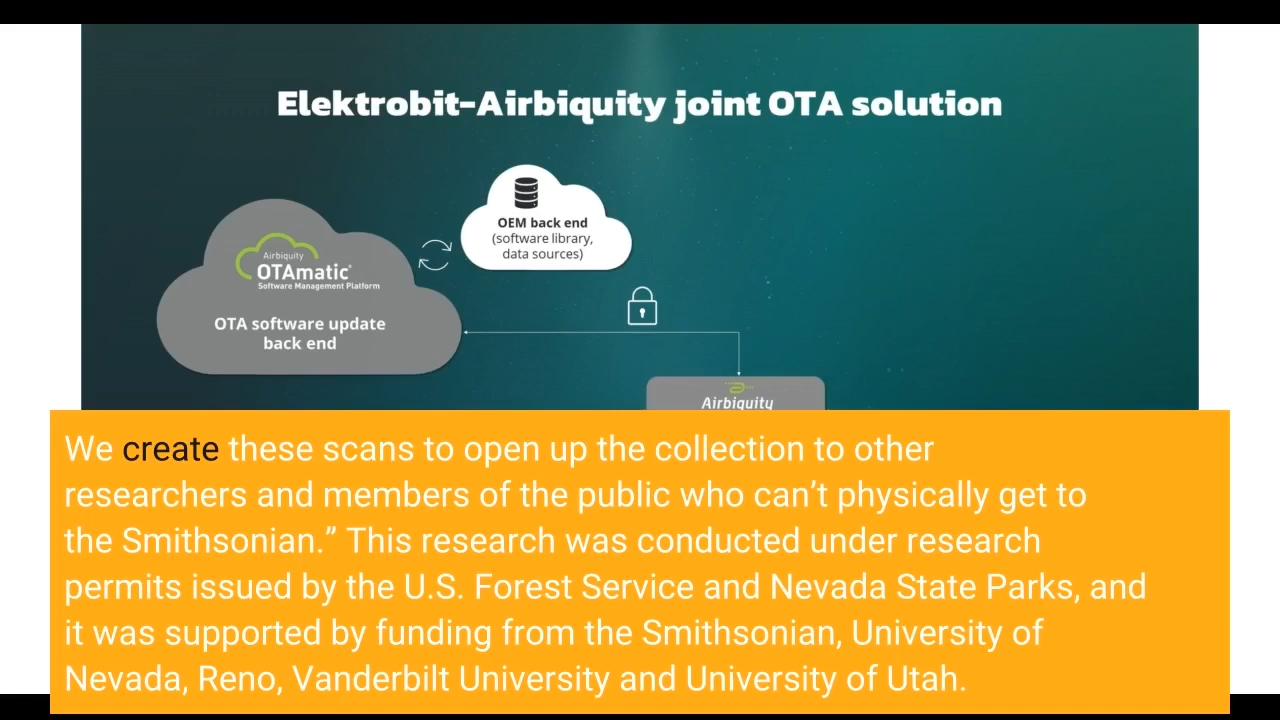 Elektrobit-Airbiquity joint OTA solution
OEM back end
(software library,
data sources)
Airbiquity
OTAmatic®
Software Management Platform
OTA software update
back end
Airbiquity
We create these scans to open up the collection to other
researchers and members of the public who can’t physically get to
the Smithsonian.” This research was conducted under research
permits issued by the U.S. Forest Service and Nevada State Parks, and
it was supported by funding from the Smithsonian, University of
Nevada, Reno, Vanderbilt University and University of Utah.